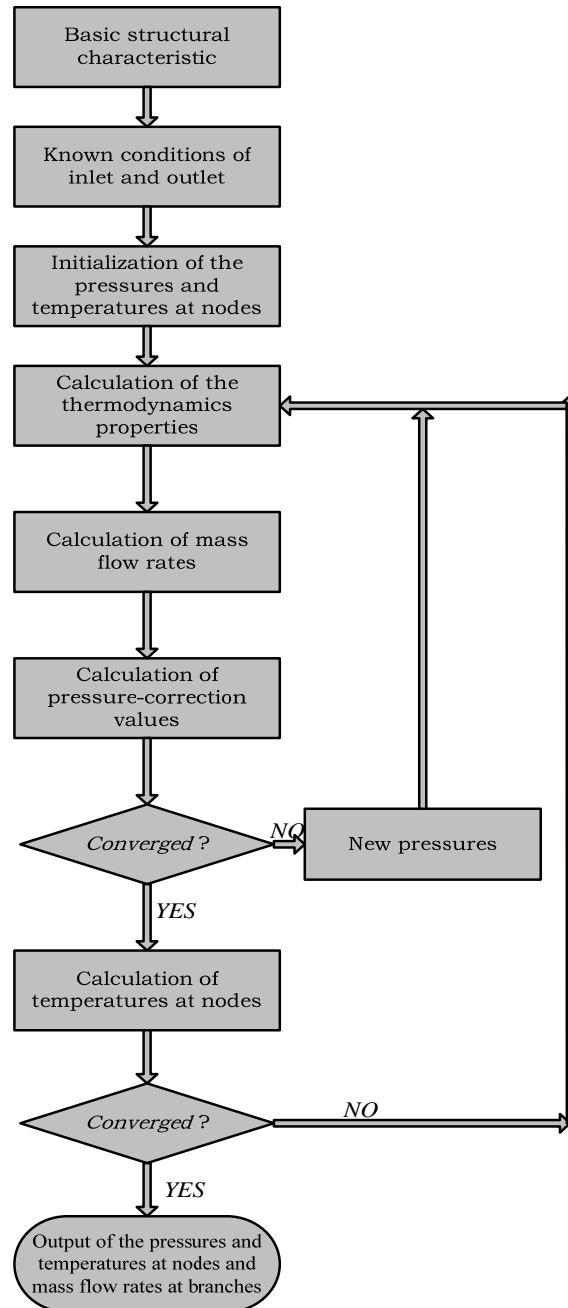 Basic structural
characteristic
Known conditions of
inlet and outlet
Initialization of the
pressures and
temperatures at nodes
Calculation of the
thermodynamics
properties
Calculation of mass
flow rates
Calculation of
pressure-correction
values
Converged ?
NO
New pressures
YES
Calculation of
temperatures at nodes
Converged ?
NO
YES
Output of the pressures and
temperatures at nodes and
mass flow rates at branches